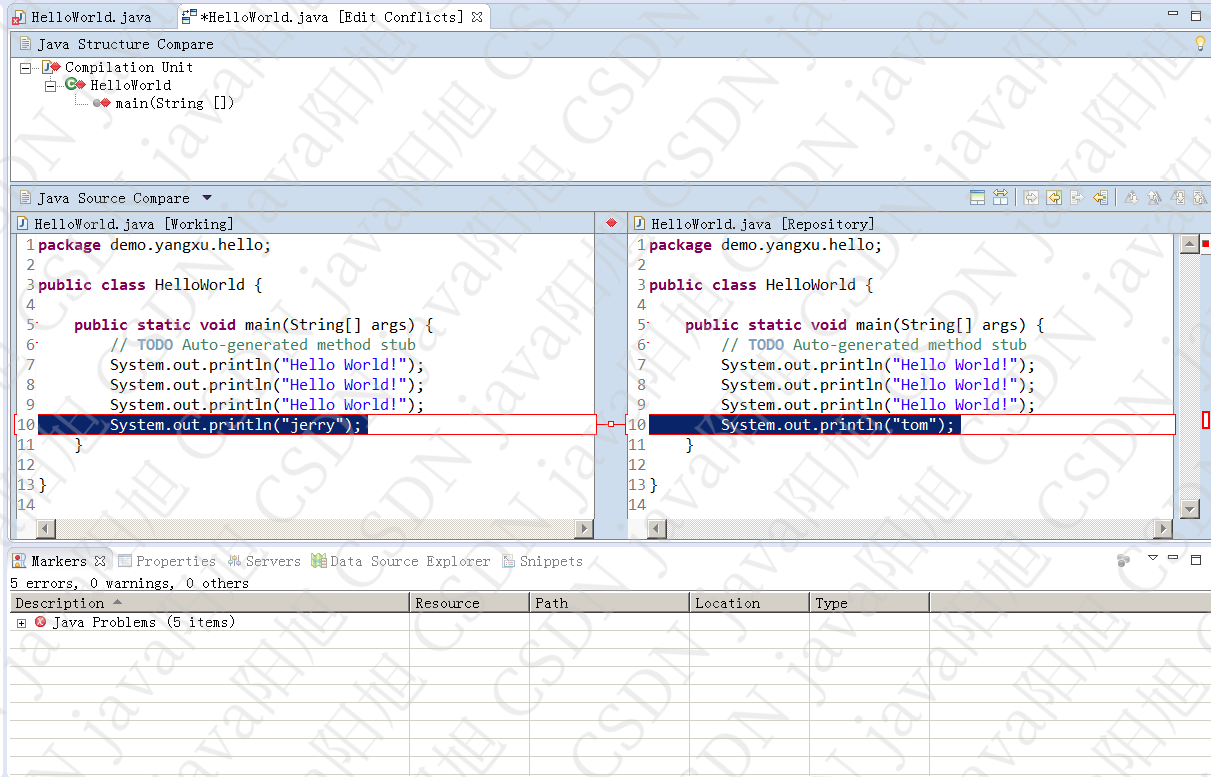 HelloWorld.java
*HelloWorld.java [Edit Conflicts]
Java Structure Compare
Compilation Unit
HelloWorld
main(String [])
Java Source Compare
HelloWorld.java [Working]
1 package demo.yangxu.hello;
2
3 public class HelloWorld {
4
5 public static void main(String[] args) {
6 // TODO Auto-generated method stub
7 System.out.println("Hello World!");
8 System.out.println("Hello World!");
9 System.out.println("Hello World!");
10 System.out.println("jerry");
11 }
12
13 }
14
HelloWorld.java [Repository]
1 package demo.yangxu.hello;
2
3 public class HelloWorld {
4
5 public static void main(String[] args) {
6 // TODO Auto-generated method stub
7 System.out.println("Hello World!");
8 System.out.println("Hello World!");
9 System.out.println("Hello World!");
10 System.out.println("tom");
11 }
12
13 }
14
Markers Properties Servers Data Source Explorer Snippets
5 errors, 0 warnings, 0 others
Description Resource Path Location Type
Java Problems (5 items)
CSDN java阳旭